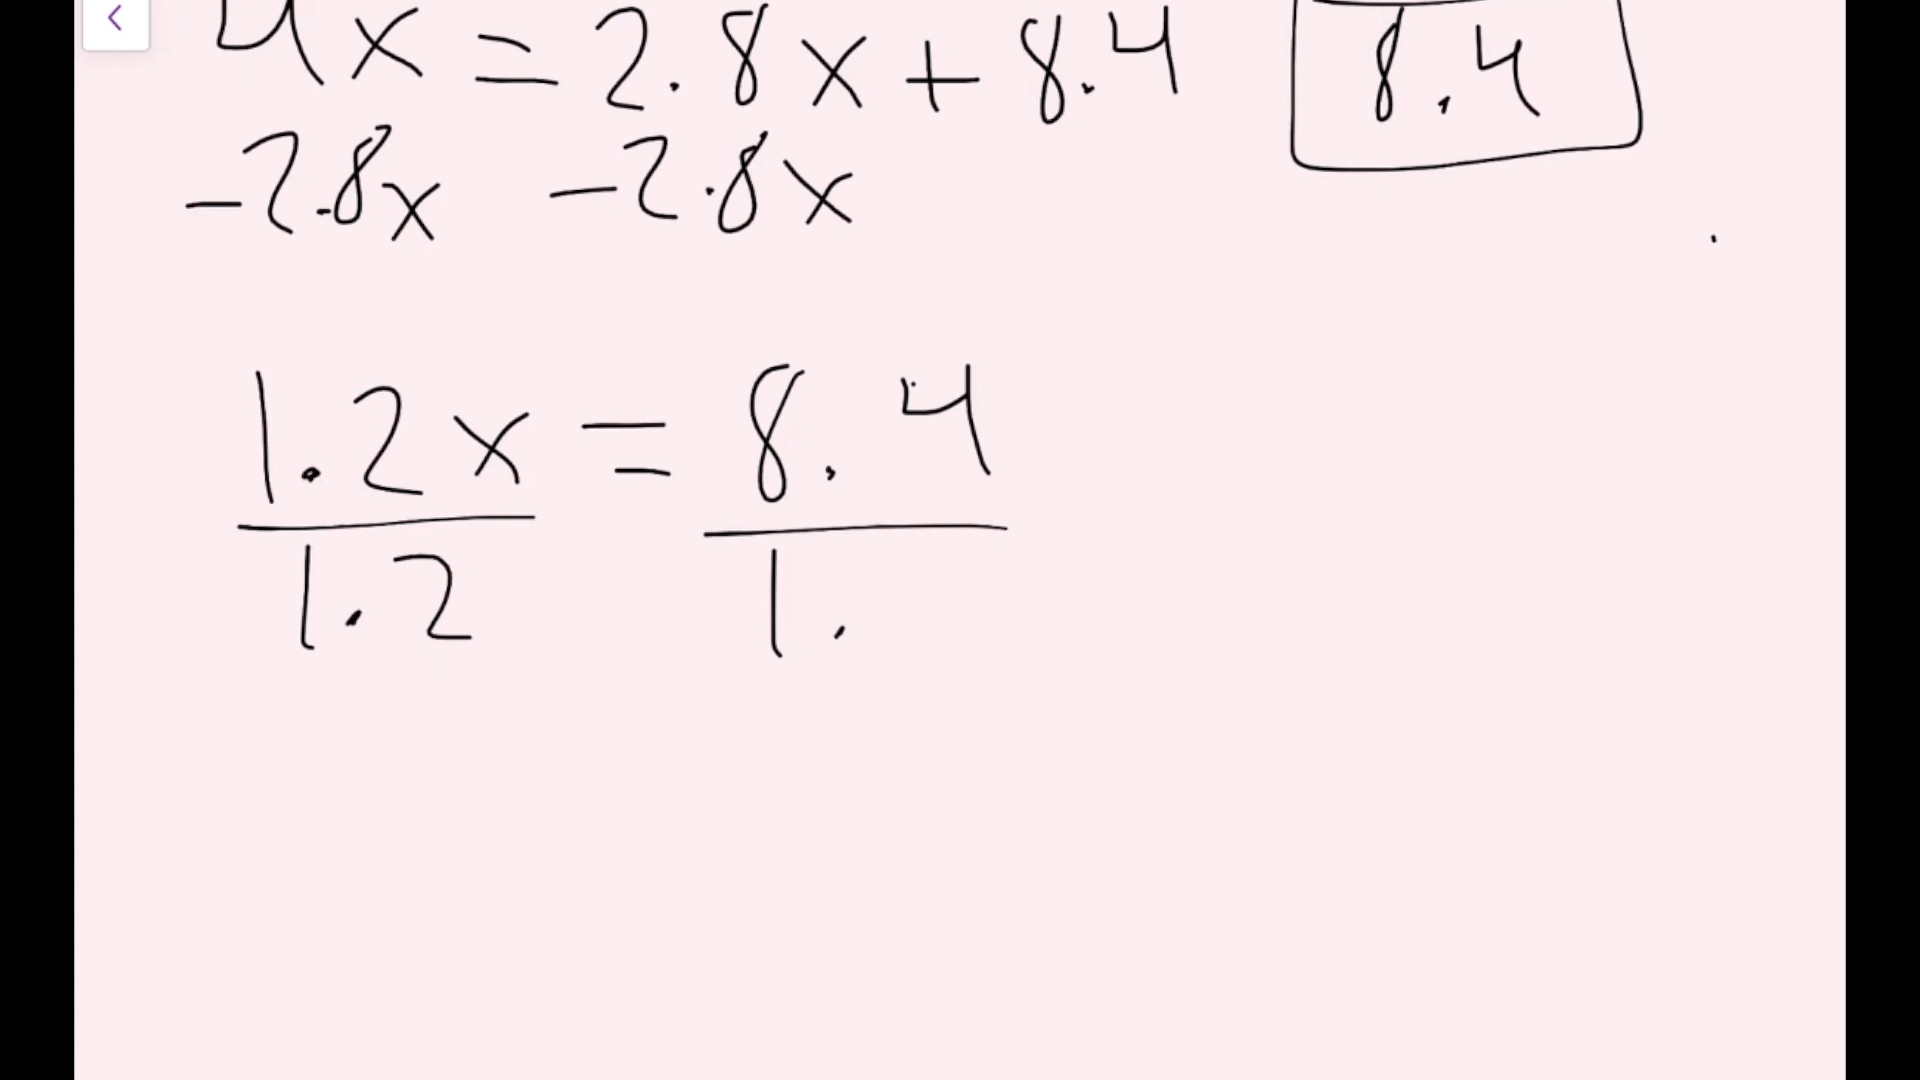 4x = 2.8x + 8.4
8.4
-2.8x -2.8x
1.2x = 8.4
1.2 1.